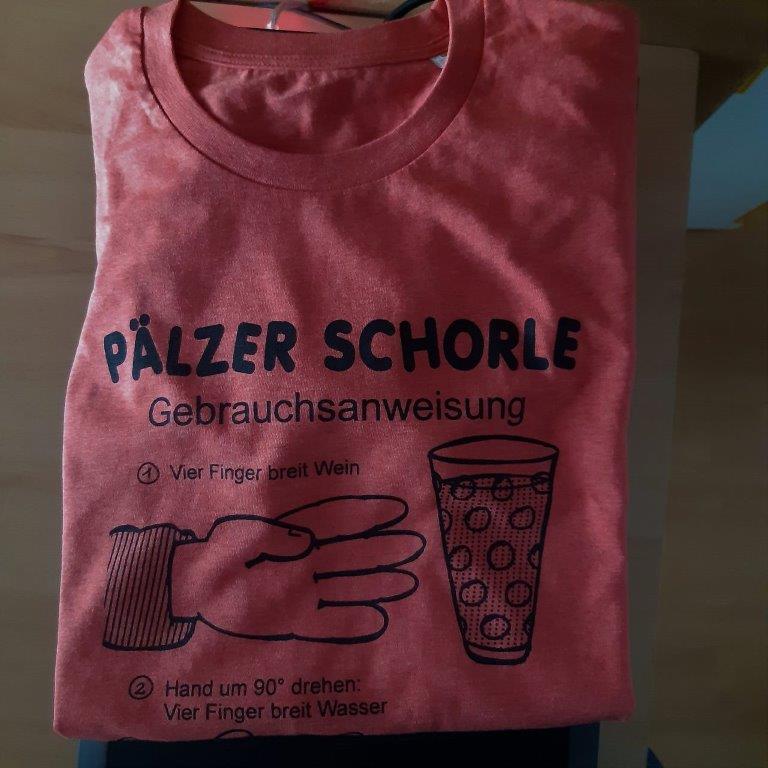 PÄLZER SCHORLE
Gebrauchsanweisung
1 Vier Finger breit Wein
2 Hand um 90° drehen:
Vier Finger breit Wasser